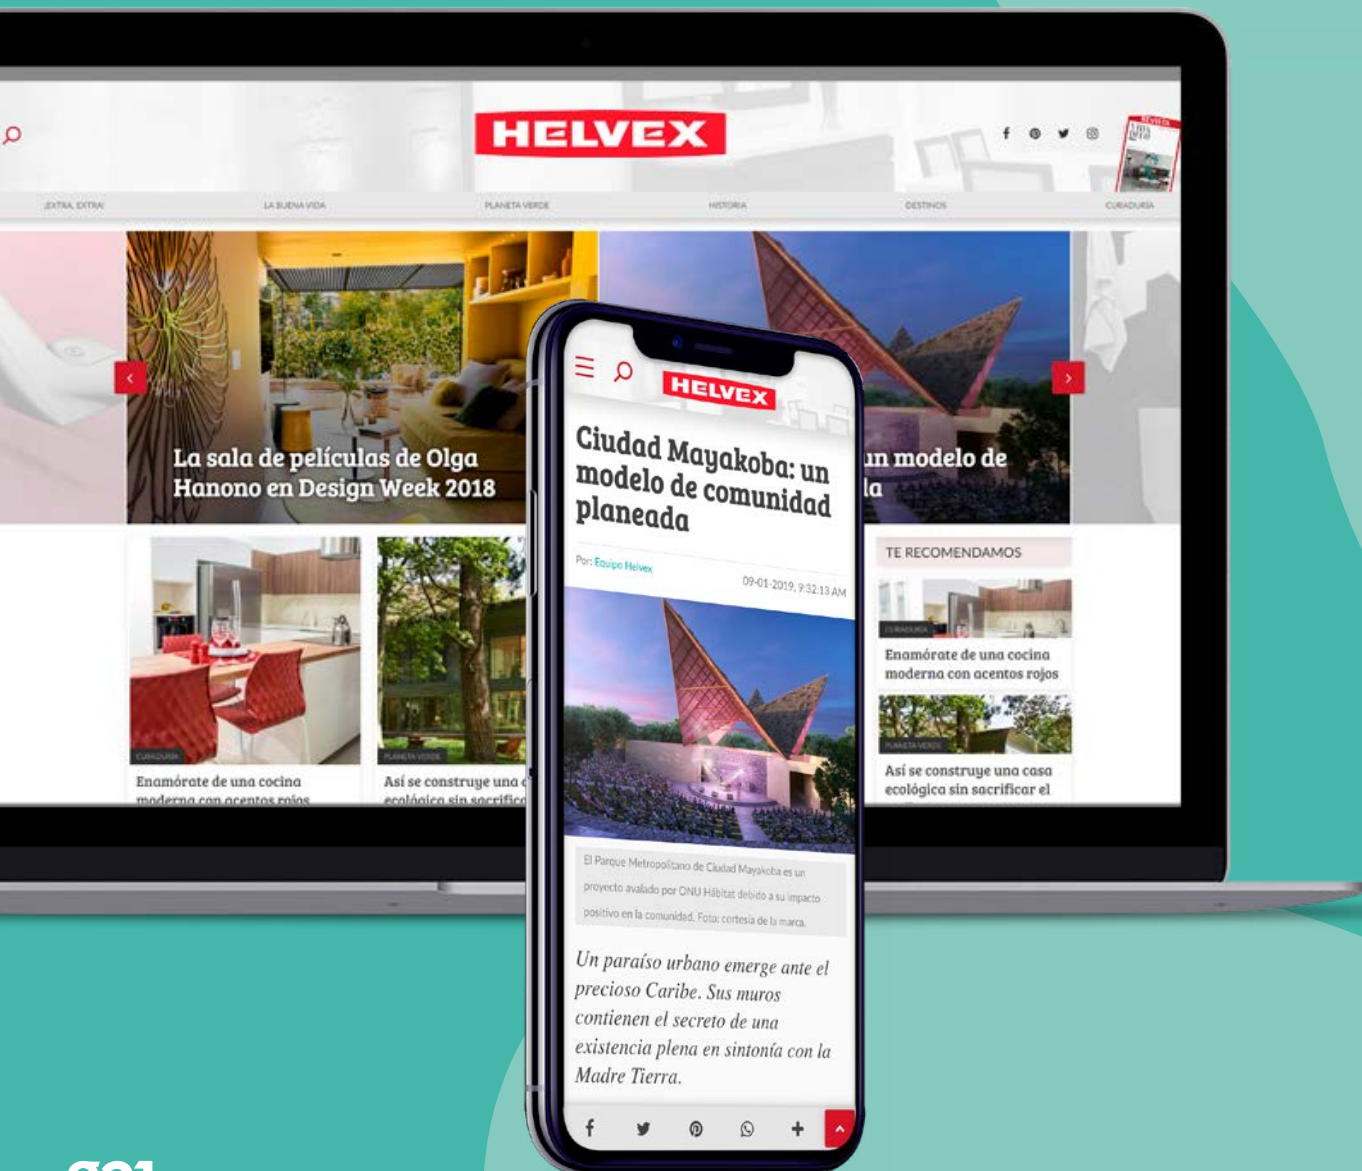 HELVEX
REVISTA
¡EXTRA, EXTRA!
LA BUENA VIDA
PLANETA VERDE
HISTORIA
DESTINOS
CURADURÍA
La sala de películas de Olga
Hanono en Design Week 2018
un modelo de
CURADURÍA
Enamórate de una cocina
moderna con acentos rojos
PLANETA VERDE
Así se construye una
ecológica sin sacrific
TE RECOMENDAMOS
CURADURÍA
Enamórate de una cocina
moderna con acentos rojos
PLANETA VERDE
Así se construye una casa
ecológica sin sacrificar el
HELVEX
Ciudad Mayakoba: un
modelo de comunidad
planeada
Por: Equipo Helvex
09-01-2019, 9:32:13 AM
El Parque Metropolitano de Ciudad Mayakoba es un
proyecto avalado por ONU Hábitat debido a su impacto
positivo en la comunidad. Foto: cortesía de la marca.
Un paraíso urbano emerge ante el
precioso Caribe. Sus muros
contienen el secreto de una
existencia plena en sintonía con la
Madre Tierra.